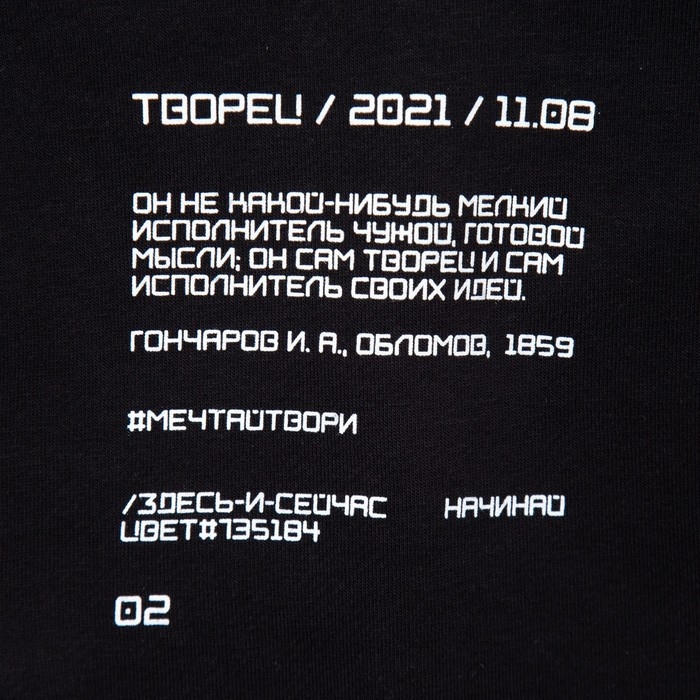 ТВОРЕЦ / 2021 / 11.08
ОН НЕ КАКОЙ-НИБУДЬ МЕЛКИЙ
ИСПОЛНИТЕЛЬ ЧУЖОЙ, ГОТОВОЙ
МЫСЛИ; ОН САМ ТВОРЕЦ И САМ
ИСПОЛНИТЕЛЬ СВОИХ ИДЕЙ.
ГОНЧАРОВ И. А., ОБЛОМОВ, 1859
#МЕЧТАЙТВОРИ
/ЗДЕСЬ-И-СЕЙЧАС НАЧИНАЙ
ЦВЕТ#735184
02